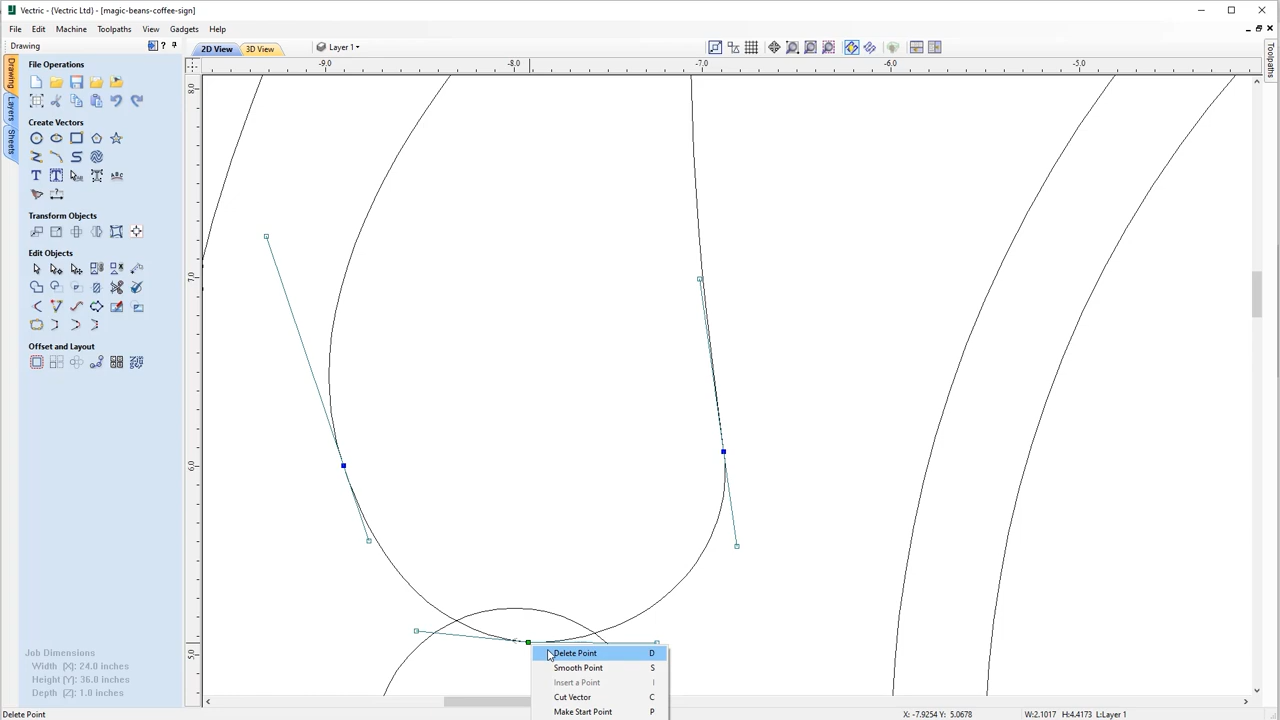 Vectric - (Vectric Ltd) - [magic-beans-coffee-sign]
File Edit Machine Toolpaths View Gadgets Help
Drawing
2D View 3D View Layer 1
Drawing
Layers
Sheets
Toolpaths
File Operations
Create Vectors
Transform Objects
Edit Objects
Offset and Layout
-9.0 -8.0 -7.0 -6.0 -5.0
8.0
7.0
6.0
5.0
Delete Point D
Smooth Point S
Insert a Point I
Cut Vector C
Make Start Point P
Job Dimensions
Width (X): 24.0 inches
Height (Y): 36.0 inches
Depth (Z): 1.0 inches
Delete Point
X: -7.9254 Y: 5.0678
W:2.1017 H:4.4173 L:Layer 1